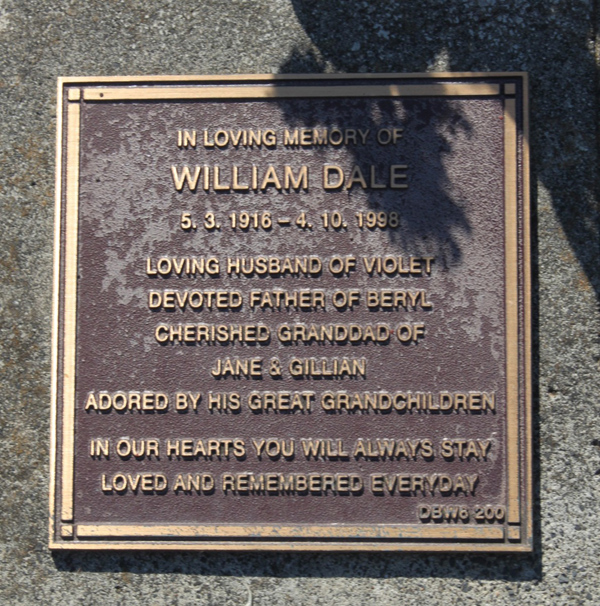 IN LOVING MEMORY OF
WILLIAM DALE
5. 3. 1916 – 4. 10. 1998
LOVING HUSBAND OF VIOLET
DEVOTED FATHER OF BERYL
CHERISHED GRANDDAD OF
JANE & GILLIAN
ADORED BY HIS GREAT GRANDCHILDREN
IN OUR HEARTS YOU WILL ALWAYS STAY
LOVED AND REMEMBERED EVERYDAY
DBW6 200